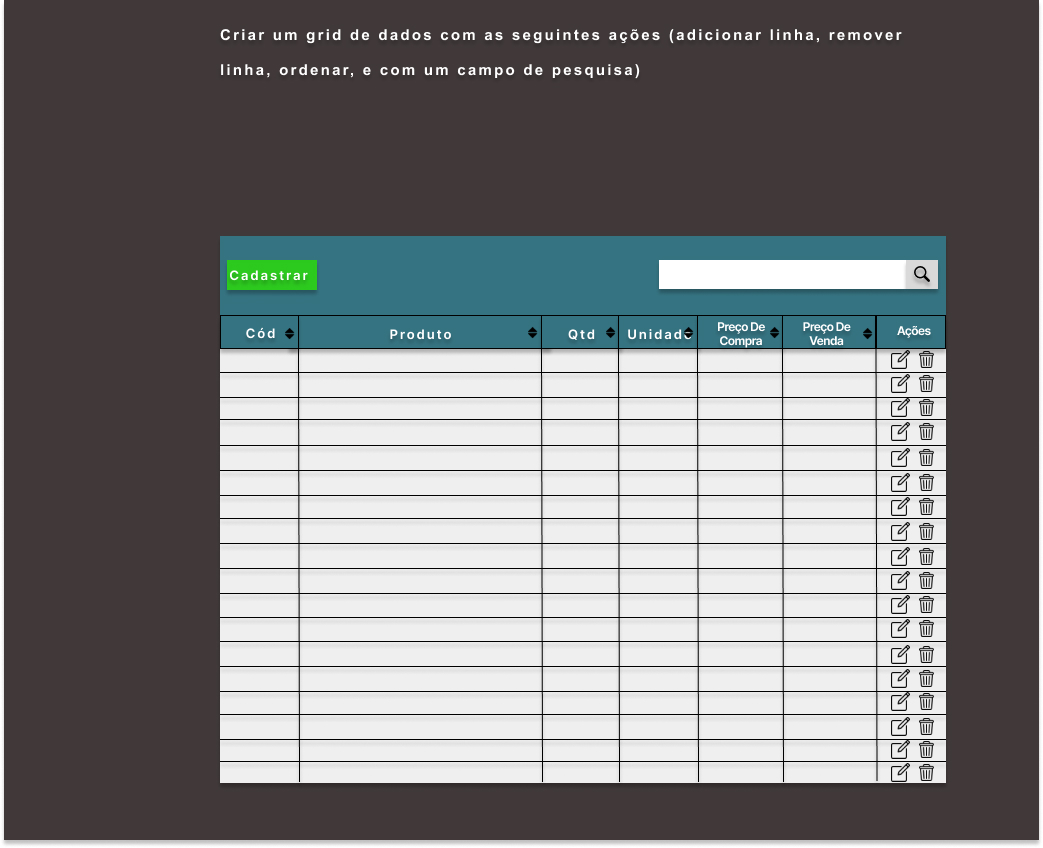 Criar um grid de dados com as seguintes ações (adicionar linha, remover
linha, ordenar, e com um campo de pesquisa)
Cadastrar
Cód
Produto
Qtd
Unidade
Preço De
Compra
Preço De
Venda
Ações